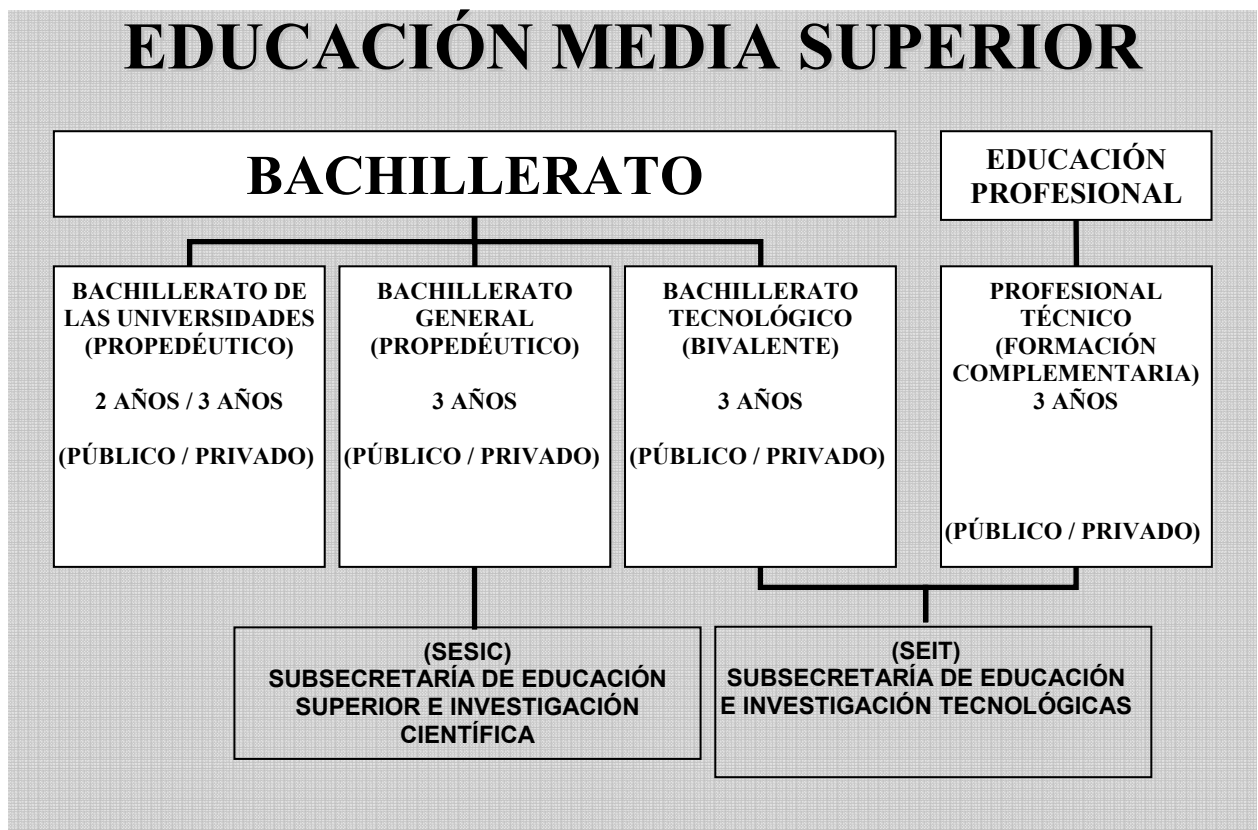 EDUCACIÓN MEDIA SUPERIOR
BACHILLERATO
EDUCACIÓN
PROFESIONAL
BACHILLERATO DE
LAS UNIVERSIDADES
(PROPEDÉUTICO)
2 AÑOS / 3 AÑOS
(PÚBLICO / PRIVADO)
BACHILLERATO
GENERAL
(PROPEDÉUTICO)
3 AÑOS
(PÚBLICO / PRIVADO)
BACHILLERATO
TECNOLÓGICO
(BIVALENTE)
3 AÑOS
(PÚBLICO / PRIVADO)
PROFESIONAL
TÉCNICO
(FORMACIÓN
COMPLEMENTARIA)
3 AÑOS
(PÚBLICO / PRIVADO)
(SESIC)
SUBSECRETARÍA DE EDUCACIÓN
SUPERIOR E INVESTIGACIÓN
CIENTÍFICA
(SEIT)
SUBSECRETARÍA DE EDUCACIÓN
E INVESTIGACIÓN TECNOLÓGICAS